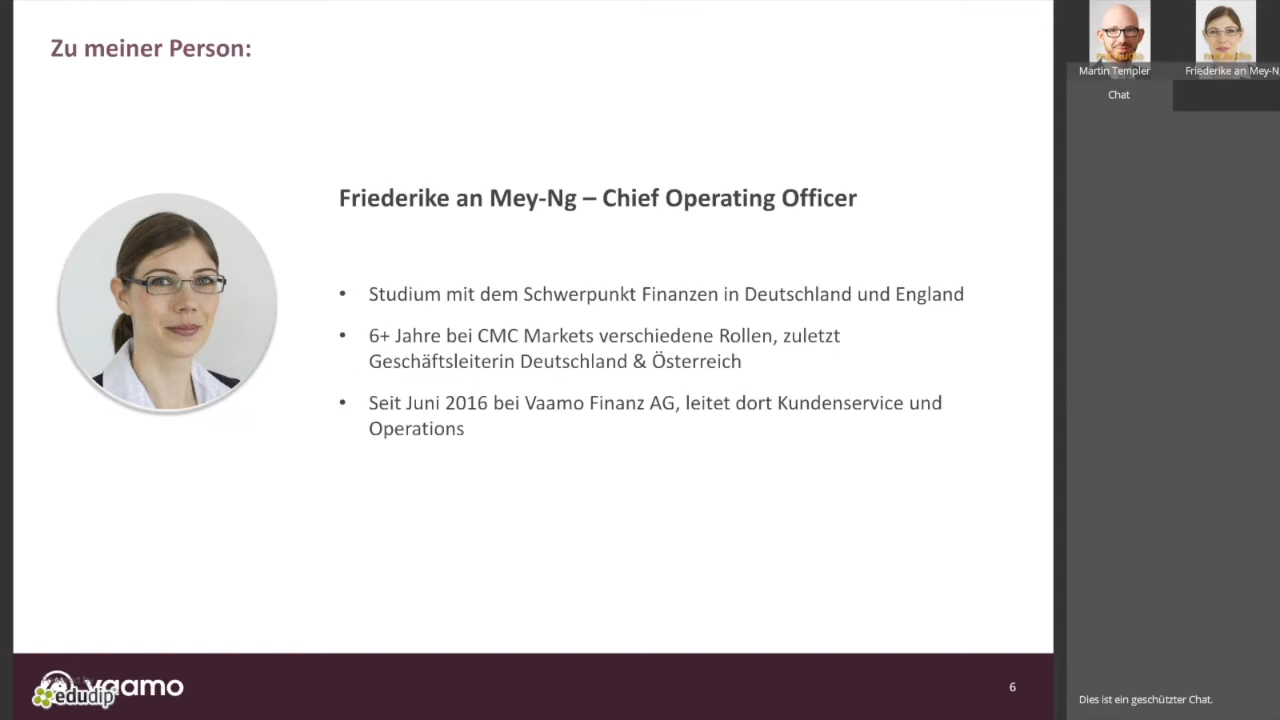 Zu meiner Person:
Friederike an Mey-Ng – Chief Operating Officer
• Studium mit dem Schwerpunkt Finanzen in Deutschland und England
• 6+ Jahre bei CMC Markets verschiedene Rollen, zuletzt
Geschäftsleiterin Deutschland & Österreich
• Seit Juni 2016 bei Vaamo Finanz AG, leitet dort Kundenservice und
Operations
vaamo
edudip
6
Martin Templer
Friederike an Mey-N
Chat
Dies ist ein geschützter Chat.